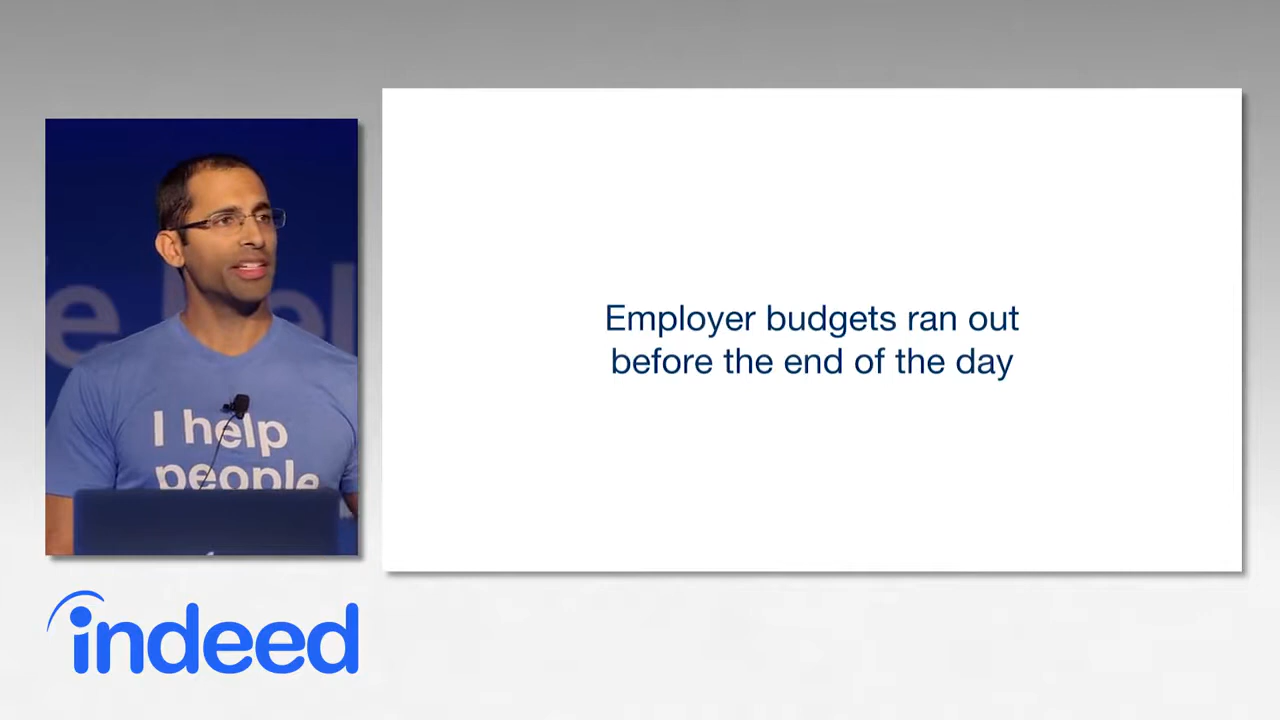 I help
people
Employer budgets ran out
before the end of the day
indeed